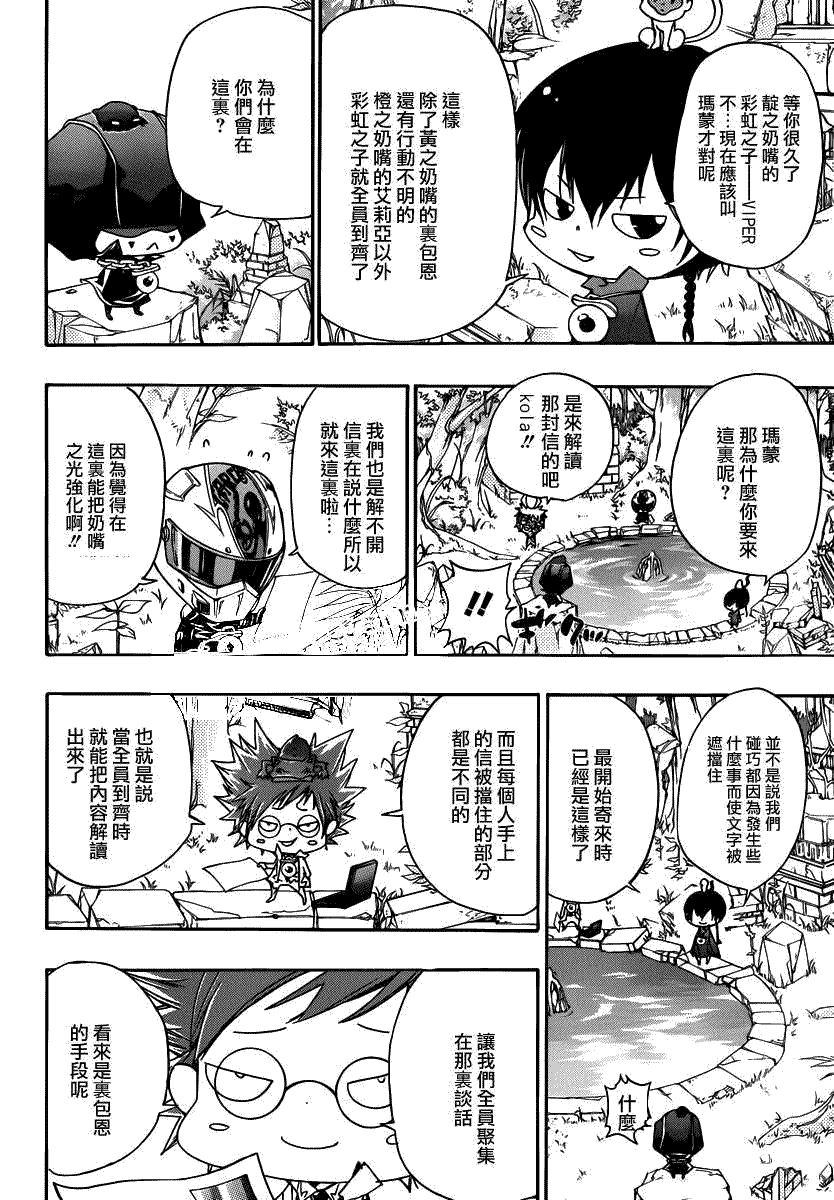 等你很久了
靛之奶嘴的
彩虹之子——VIPER
不…現在應該叫
瑪蒙才對呢
這樣
除了黃之奶嘴的裏包恩
還有行動不明的
橙之奶嘴的艾莉亞以外
彩虹之子就全員到齊了
為什麼
你們會在
這裏?
瑪蒙
那為什麼你要來
這裏呢?
是來解讀
那封信的吧
kola!!
!!
我們也是解不開
信裏在説什麼所以
就來這裏啦…
因為覺得在
這裏能把奶嘴
之光強化啊!!
並不是說我們
碰巧都因為發生些
什麼事而使文字被
遮擋住
最開始寄來時
已經是這樣了
什麼
而且每個人手上
的信被擋住的部分
都是不同的
也就是説
當全員到齊時
就能把內容解讀
出來了
讓我們全員聚集
在那裏談話
看來是裏包恩
的手段呢